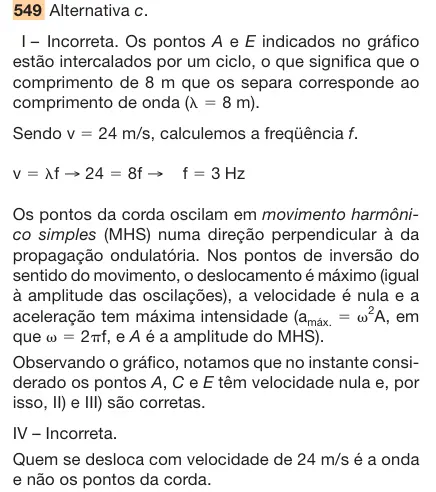 549 Alternativa c.
I – Incorreta. Os pontos A e E indicados no gráfico
estão intercalados por um ciclo, o que significa que o
comprimento de 8 m que os separa corresponde ao
comprimento de onda (λ = 8 m).
Sendo v = 24 m/s, calculemos a freqüência f.
v = λf → 24 = 8f → f = 3 Hz
Os pontos da corda oscilam em movimento harmôni-
co simples (MHS) numa direção perpendicular à da
propagação ondulatória. Nos pontos de inversão do
sentido do movimento, o deslocamento é máximo (igual
à amplitude das oscilações), a velocidade é nula e a
aceleração tem máxima intensidade (amáx. = ω²A, em
que ω = 2πf, e A é a amplitude do MHS).
Observando o gráfico, notamos que no instante consi-
derado os pontos A, C e E têm velocidade nula e, por
isso, II) e III) são corretas.
IV – Incorreta.
Quem se desloca com velocidade de 24 m/s é a onda
e não os pontos da corda.